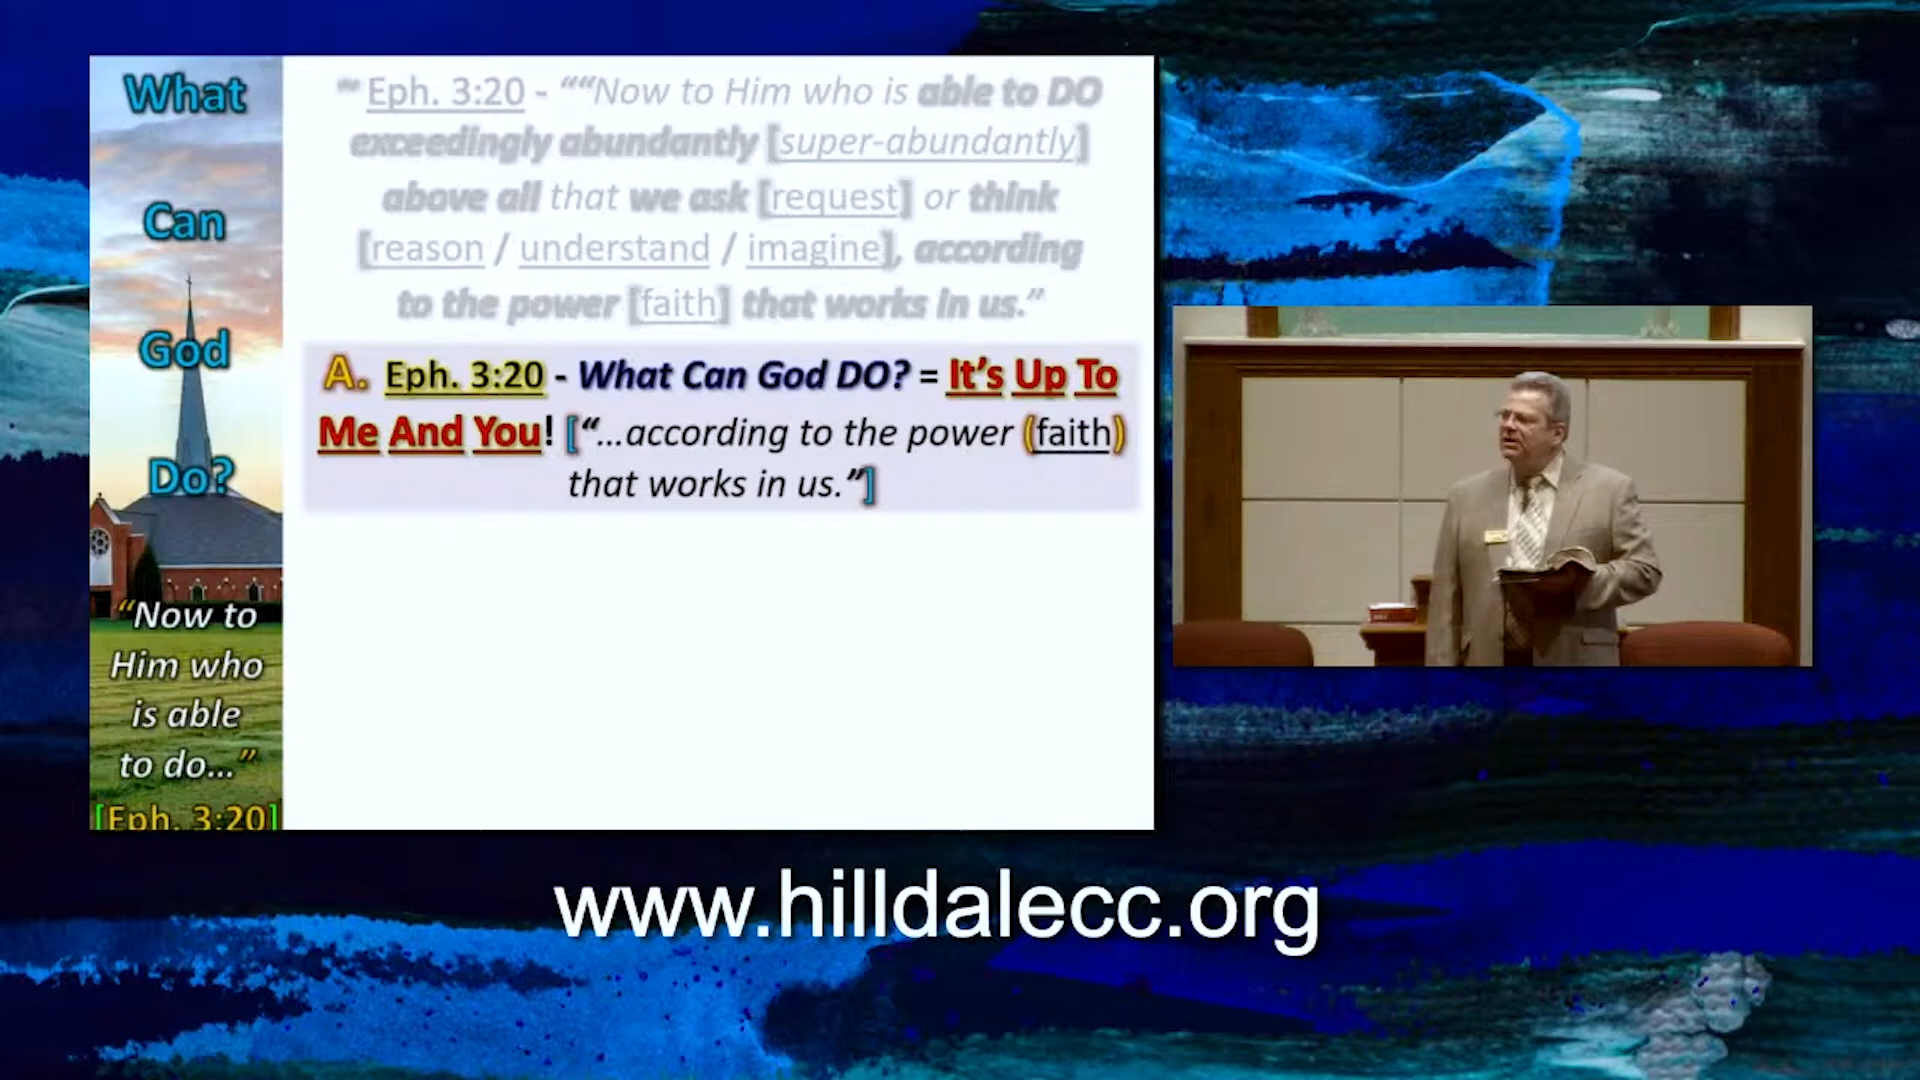 What
Can
God
Do?
“Now to
Him who
is able
to do...”
[Eph. 3:20]
Eph. 3:20 - ““Now to Him who is able to DO
exceedingly abundantly [super-abundantly]
above all that we ask [request] or think
[reason / understand / imagine], according
to the power [faith] that works in us.”
A. Eph. 3:20 - What Can God DO? = It’s Up To
Me And You! [“...according to the power (faith)
that works in us.”]
www.hilldalecc.org